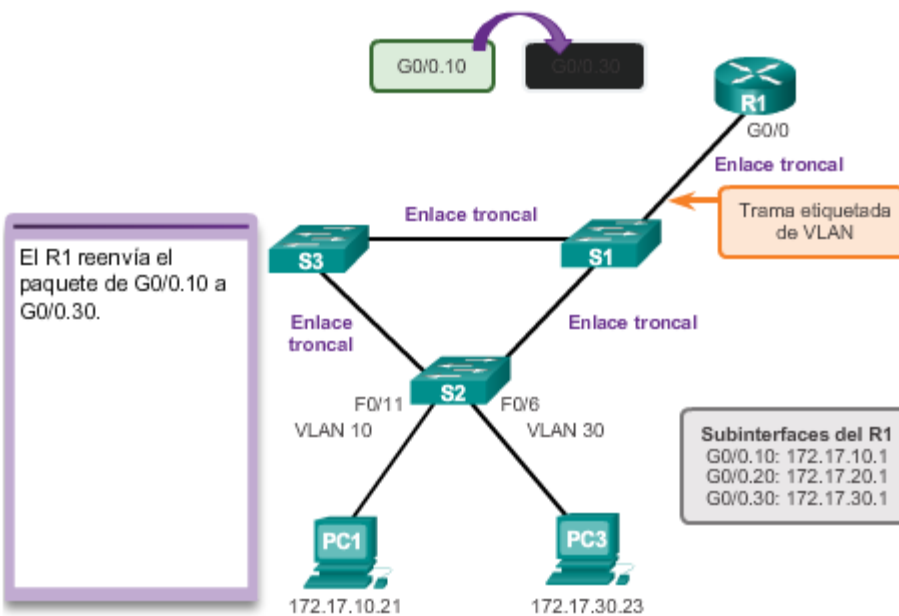 G0/0.10
G0/0.30
R1
G0/0
Enlace troncal
Trama etiquetada
de VLAN
Enlace troncal
S3
S1
El R1 reenvía el
paquete de G0/0.10 a
G0/0.30.
Enlace
troncal
Enlace troncal
S2
F0/11
F0/6
VLAN 10
VLAN 30
Subinterfaces del R1
G0/0.10: 172.17.10.1
G0/0.20: 172.17.20.1
G0/0.30: 172.17.30.1
PC1
PC3
172.17.10.21
172.17.30.23